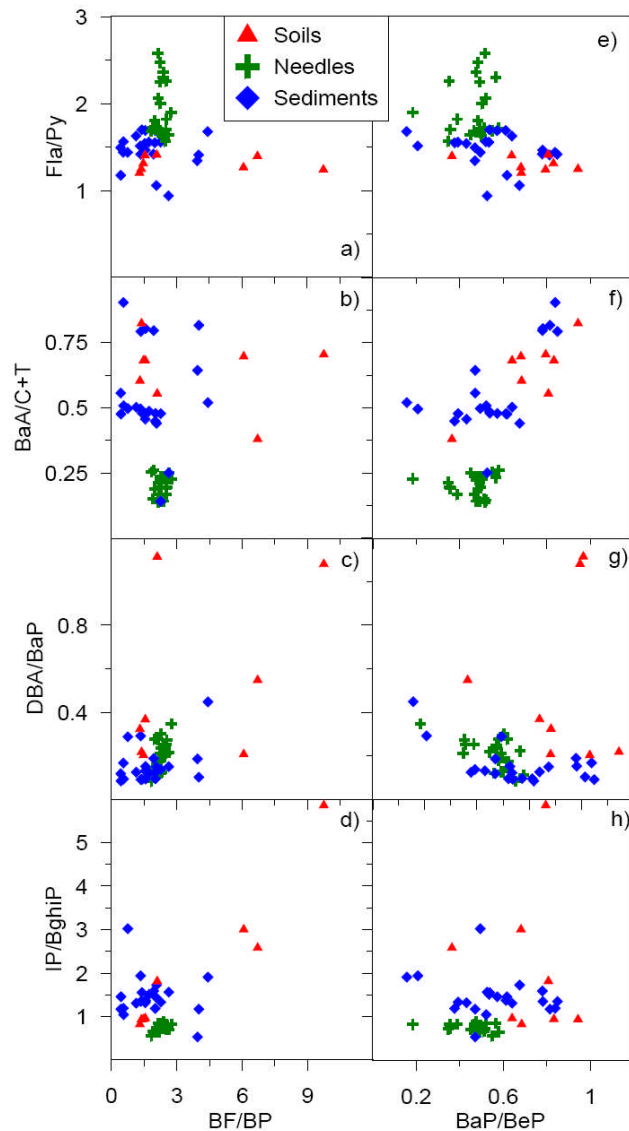 3
2
1
Fla/Py
Soils
Needles
Sediments
a)
e)
0.75
0.5
0.25
BaA/C+T
b)
f)
0.8
0.4
DBA/BaP
c)
g)
5
4
3
2
1
IP/BghiP
d)
h)
0 3 6 9 0.2 0.6 1
BF/BP BaP/BeP